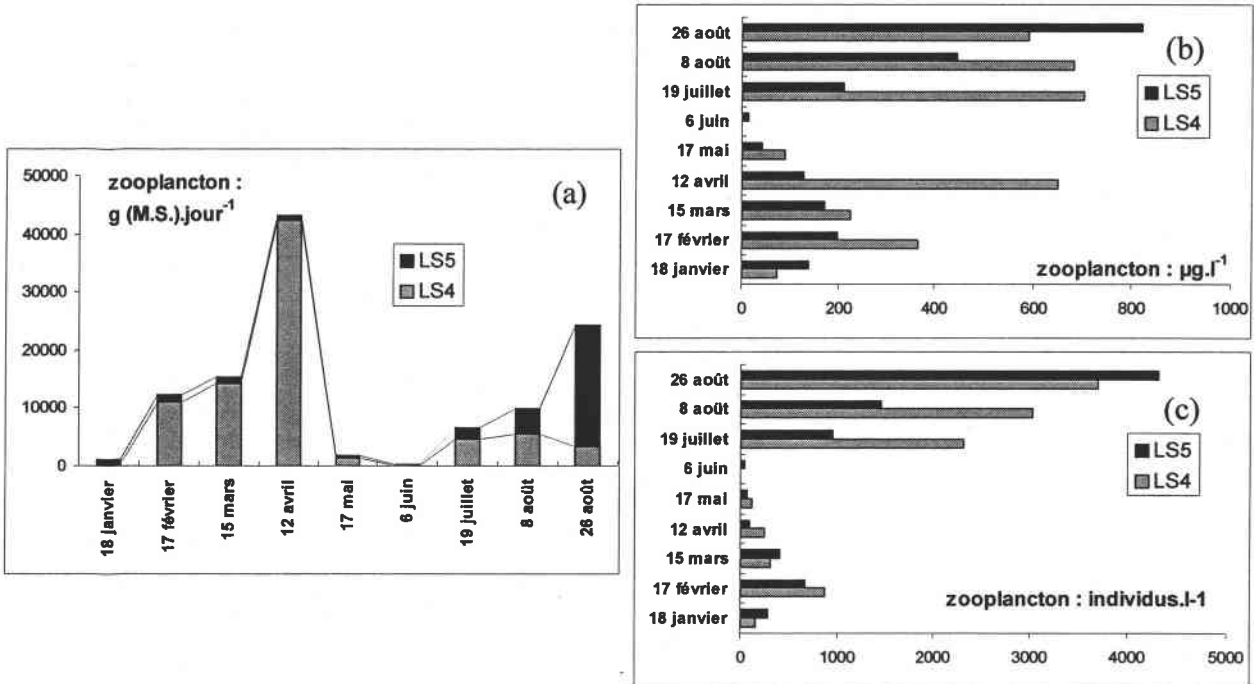 50000
40000
30000
20000
10000
0
zooplancton :
g (M.S.).jour⁻¹
(a)
LS5
LS4
18 janvier
17 février
15 mars
12 avril
17 mai
6 juin
19 juillet
8 août
26 août
26 août
8 août
19 juillet
6 juin
17 mai
12 avril
15 mars
17 février
18 janvier
(b)
LS5
LS4
zooplancton : µg.l⁻¹
0 200 400 600 800 1000
26 août
8 août
19 juillet
6 juin
17 mai
12 avril
15 mars
17 février
18 janvier
(c)
LS5
LS4
zooplancton : individus.l-1
0 1000 2000 3000 4000 5000